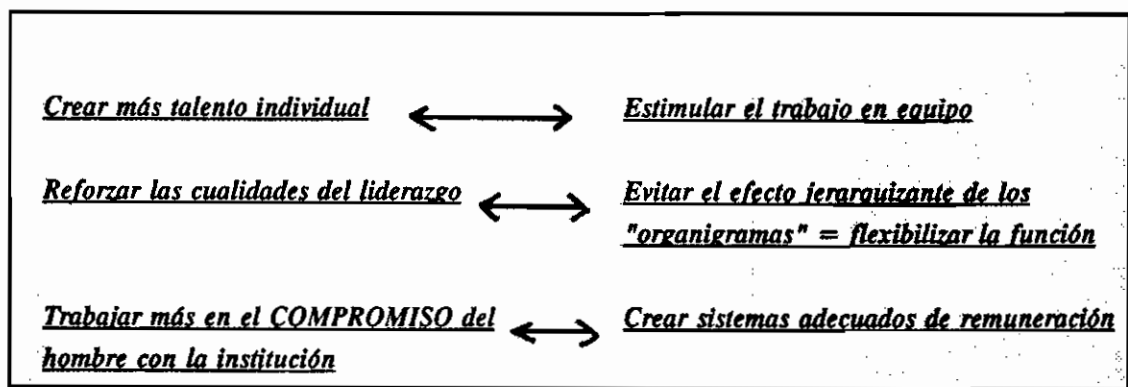 Crear más talento individual ⟷ Estimular el trabajo en equipo
Reforzar las cualidades del liderazgo ⟷ Evitar el efecto jerarquizante de los
"organigramas" = flexibilizar la función
Trabajar más en el COMPROMISO del ⟷ Crear sistemas adecuados de remuneración
hombre con la institución